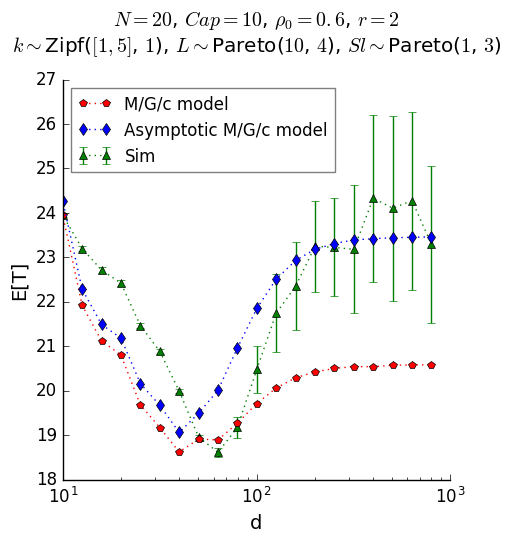 N = 20, Cap = 10, ρ₀ = 0.6, r = 2
k ∼ Zipf([1, 5], 1), L ∼ Pareto(10, 4), Sl ∼ Pareto(1, 3)
27
26
25
24
23
22
21
20
19
18
E[T]
M/G/c model
Asymptotic M/G/c model
Sim
10¹
10²
10³
d